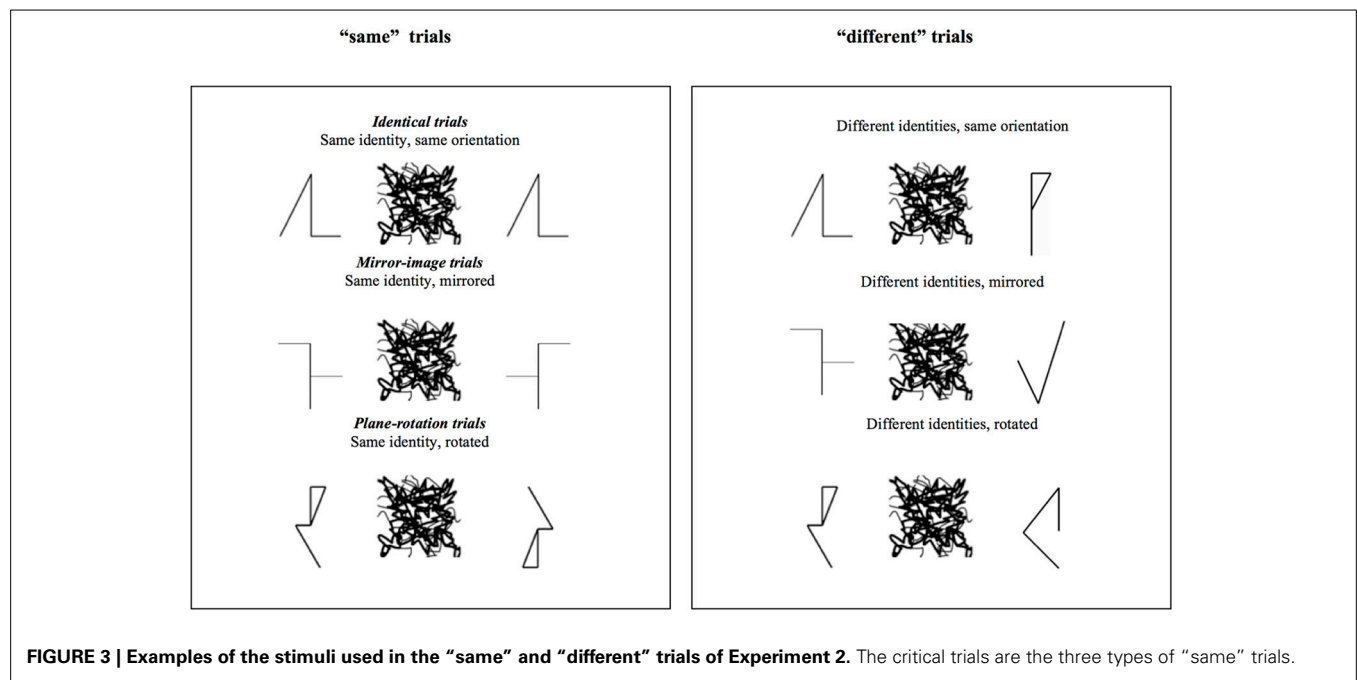 “same” trials
Identical trials
Same identity, same orientation
Mirror-image trials
Same identity, mirrored
Plane-rotation trials
Same identity, rotated
“different” trials
Different identities, same orientation
Different identities, mirrored
Different identities, rotated
FIGURE 3 | Examples of the stimuli used in the “same” and “different” trials of Experiment 2. The critical trials are the three types of “same” trials.